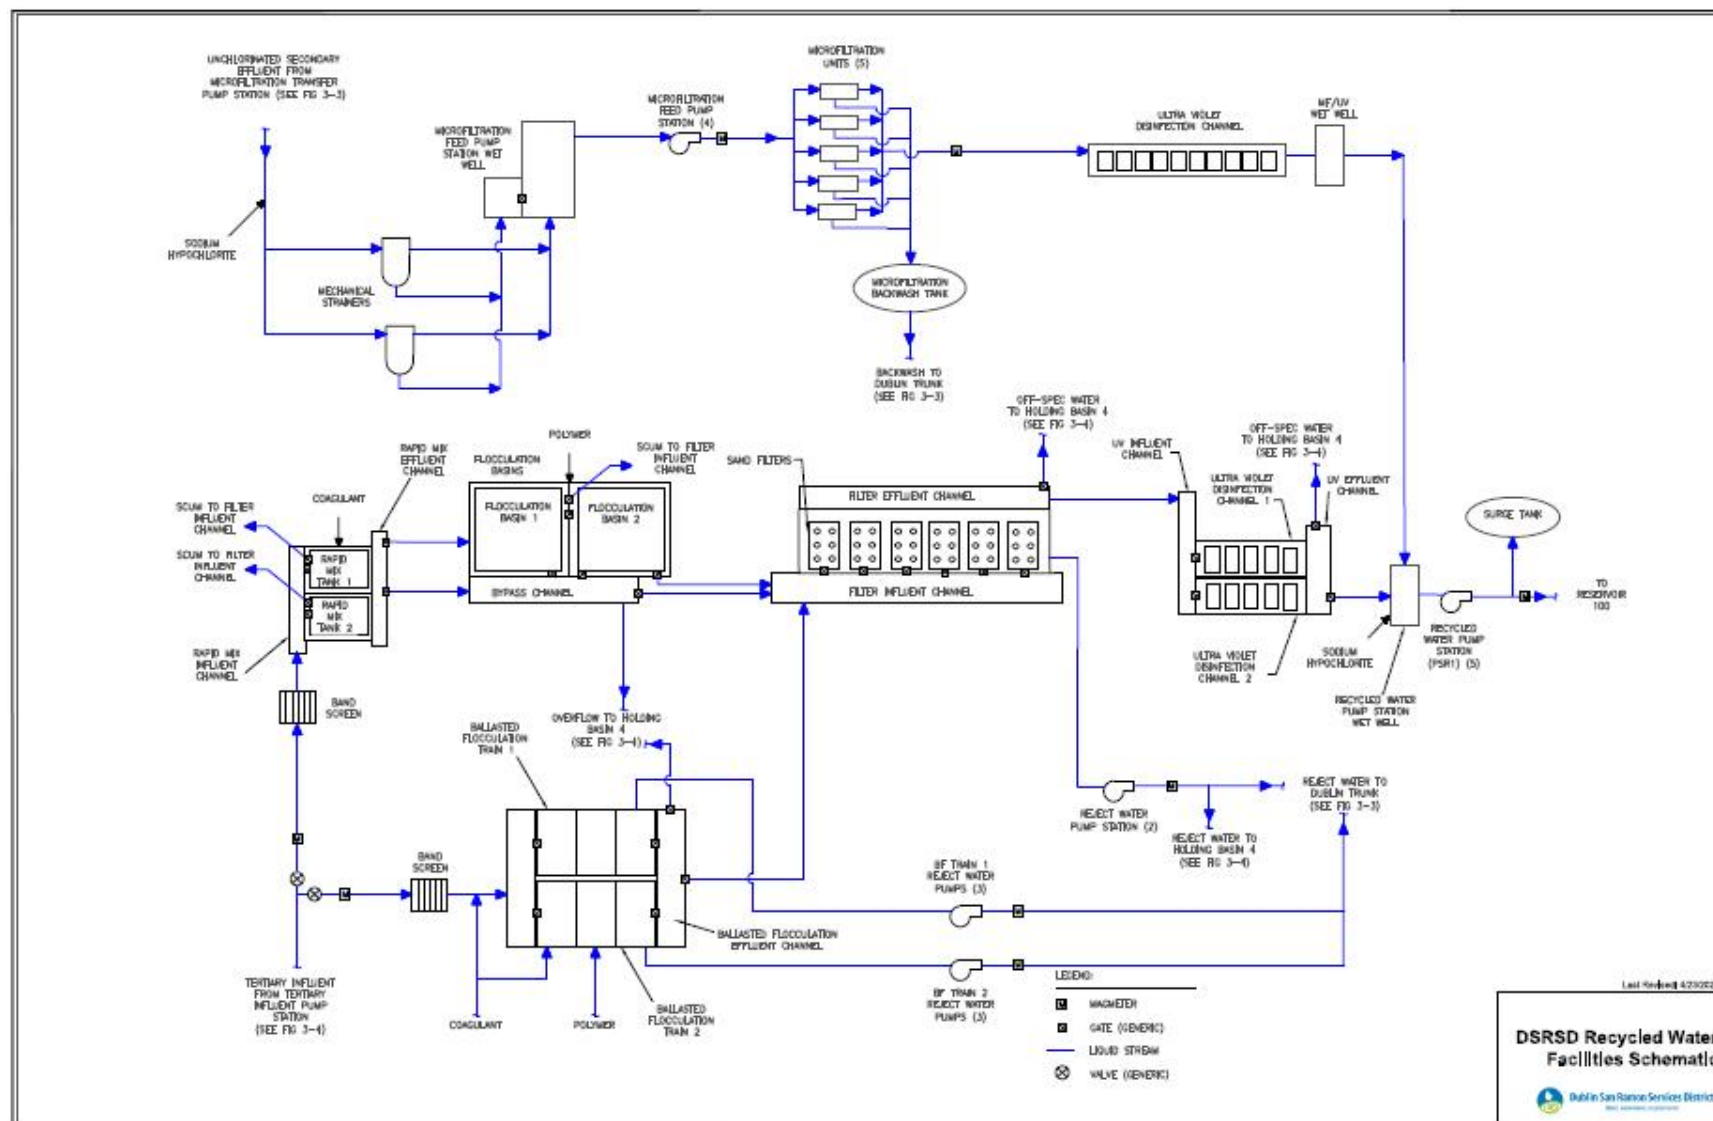 UNCHLORINATED SECONDARY
EFFLUENT FROM
MICROFILTRATION TRANSFER
PUMP STATION (SEE FIG 3-3)
SODIUM
HYPOCHLORITE
MECHANICAL
STRAINERS
MICROFILTRATION
FEED PUMP
STATION WET
WELL
MICROFILTRATION
FEED PUMP
STATION (4)
MICROFILTRATION
UNITS (5)
MICROFILTRATION
BACKWASH TANK
BACKWASH TO
DUBLIN TRUNK
(SEE FIG 3-3)
ULTRA VIOLET
DISINFECTION CHANNEL
MF/UV
WET WELL
SCUM TO FILTER
INFLUENT
CHANNEL
SCUM TO FILTER
INFLUENT
CHANNEL
COAGULANT
RAPID MIX
EFFLUENT
CHANNEL
RAPID
MIX
TANK 1
RAPID
MIX
TANK 2
RAPID MIX
INFLUENT
CHANNEL
FLOCCULATION
BASINS
POLYMER
SCUM TO FILTER
INFLUENT
CHANNEL
FLOCCULATION
BASIN 1
FLOCCULATION
BASIN 2
BYPASS CHANNEL
SAND FILTERS
FILTER EFFLUENT CHANNEL
FILTER INFLUENT CHANNEL
OFF-SPEC WATER
TO HOLDING BASIN 4
(SEE FIG 3-4)
UV INFLUENT
CHANNEL
OFF-SPEC WATER
TO HOLDING BASIN 4
(SEE FIG 3-4)
ULTRA VIOLET
DISINFECTION
CHANNEL 1
UV EFFLUENT
CHANNEL
ULTRA VIOLET
DISINFECTION
CHANNEL 2
SURGE TANK
TO
RESERVOIR
100
SODIUM
HYPOCHLORITE
RECYCLED
WATER PUMP
STATION
(PSR1) (5)
RECYCLED WATER
PUMP STATION
WET WELL
BAND
SCREEN
OVERFLOW TO HOLDING
BASIN 4
(SEE FIG 3-4)
BALLASTED
FLOCCULATION
TRAIN 1
BAND
SCREEN
REJECT WATER
PUMP STATION (2)
REJECT WATER TO
HOLDING BASIN 4
(SEE FIG 3-4)
REJECT WATER TO
DUBLIN TRUNK
(SEE FIG 3-3)
BF TRAIN 1
REJECT WATER
PUMPS (3)
BF TRAIN 2
REJECT WATER
PUMPS (3)
BALLASTED FLOCCULATION
EFFLUENT CHANNEL
BALLASTED
FLOCCULATION
TRAIN 2
TERTIARY INFLUENT
FROM TERTIARY
INFLUENT PUMP
STATION
(SEE FIG 3-4)
COAGULANT
POLYMER
LEGEND:
MAGMETER
GATE (GENERIC)
LIQUID STREAM
VALVE (GENERIC)
Last Revised
DSRSD Recycled Water
Facilities Schematic
Dublin San Ramon Services District